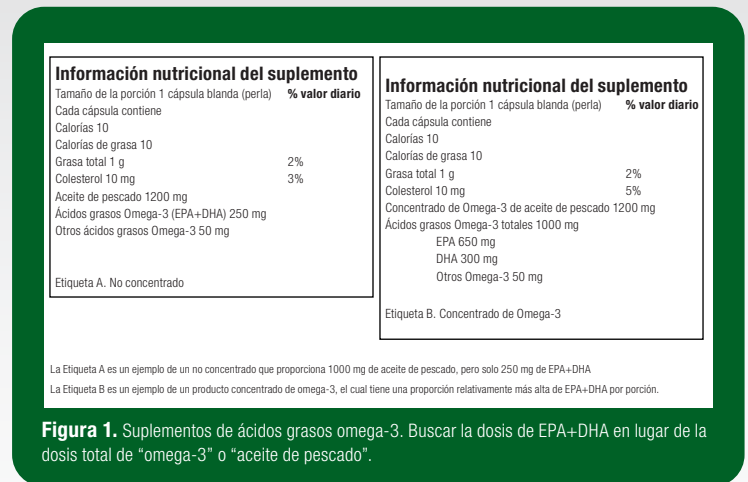 Información nutricional del suplemento
Tamaño de la porción 1 cápsula blanda (perla) % valor diario
Cada cápsula contiene
Calorías 10
Calorías de grasa 10
Grasa total 1 g 2%
Colesterol 10 mg 3%
Aceite de pescado 1200 mg
Ácidos grasos Omega-3 (EPA+DHA) 250 mg
Otros ácidos grasos Omega-3 50 mg
Etiqueta A. No concentrado
Información nutricional del suplemento
Tamaño de la porción 1 cápsula blanda (perla) % valor diario
Cada cápsula contiene
Calorías 10
Calorías de grasa 10
Grasa total 1 g 2%
Colesterol 10 mg 5%
Concentrado de Omega-3 de aceite de pescado 1200 mg
Ácidos grasos Omega-3 totales 1000 mg
EPA 650 mg
DHA 300 mg
Otros Omega-3 50 mg
Etiqueta B. Concentrado de Omega-3
La Etiqueta A es un ejemplo de un no concentrado que proporciona 1000 mg de aceite de pescado, pero solo 250 mg de EPA+DHA
La Etiqueta B es un ejemplo de un producto concentrado de omega-3, el cual tiene una proporción relativamente más alta de EPA+DHA por porción.
Figura 1. Suplementos de ácidos grasos omega-3. Buscar la dosis de EPA+DHA en lugar de la
dosis total de “omega-3” o “aceite de pescado”.